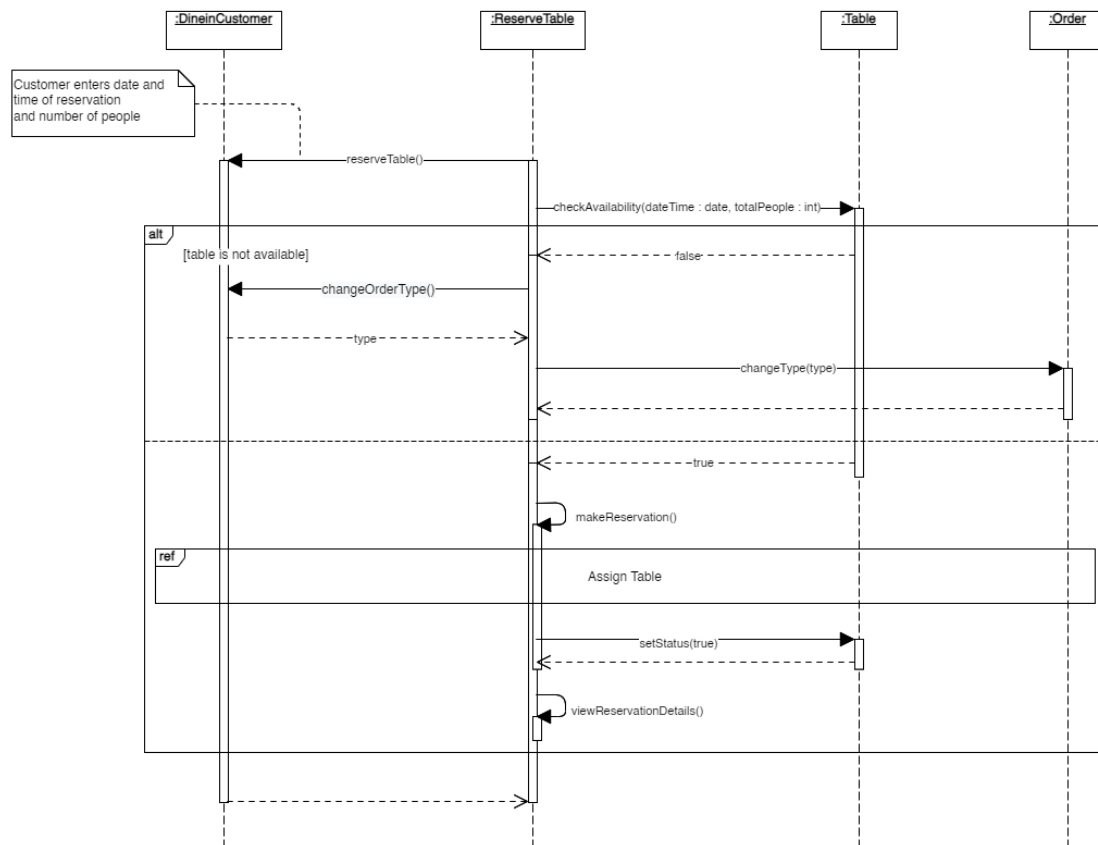 :DineinCustomer
:ReserveTable
:Table
:Order
Customer enters date and
time of reservation
and number of people
reserveTable()
checkAvailability(dateTime : date, totalPeople : int)
alt
[table is not available]
false
changeOrderType()
type
changeType(type)
true
makeReservation()
ref
Assign Table
setStatus(true)
viewReservationDetails()